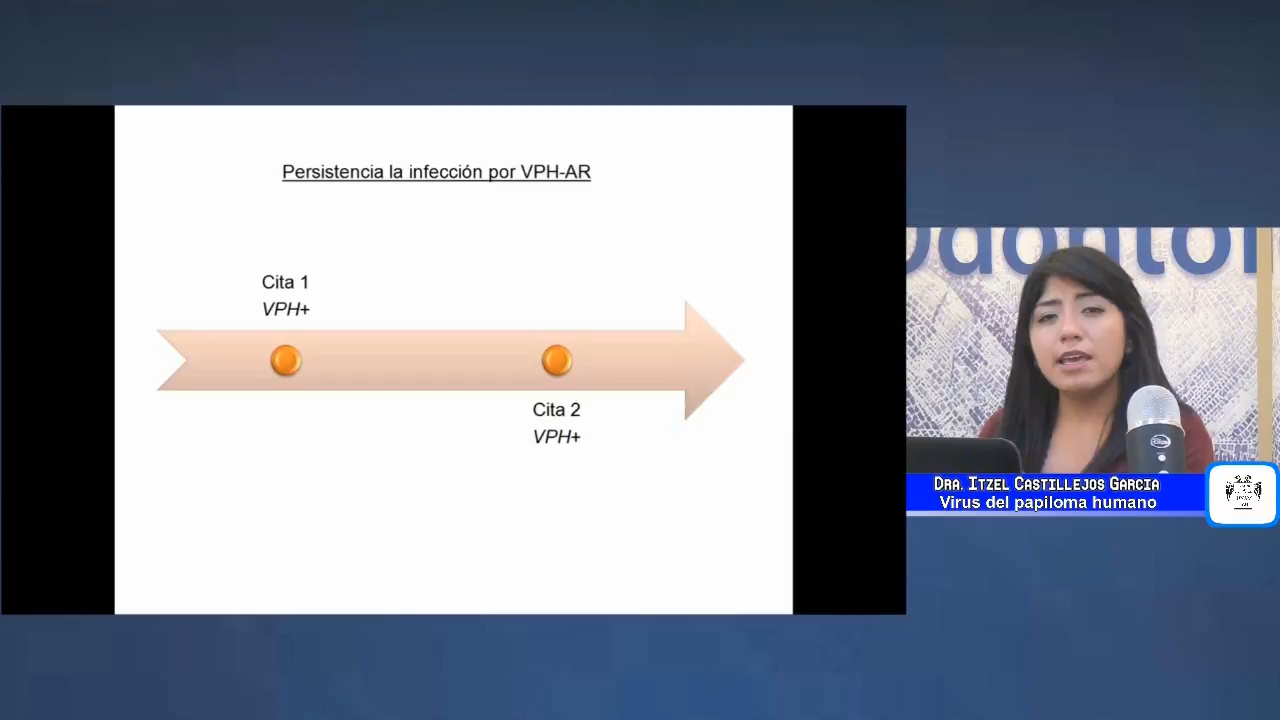 Persistencia la infección por VPH-AR
Cita 1
VPH+
Cita 2
VPH+
DRA. ITZEL CASTILLEJOS GARCIA
Virus del papiloma humano